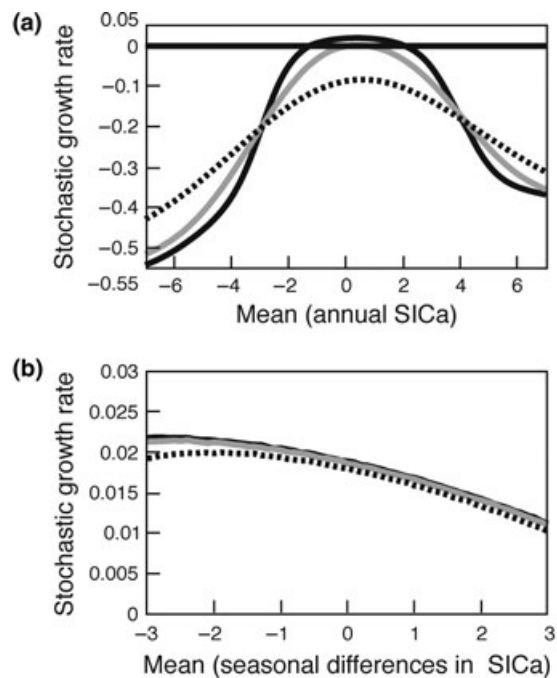 (a)
Stochastic growth rate
0.05
0
−0.1
−0.2
−0.3
−0.4
−0.5
−0.55
−6 −4 −2 0 2 4 6
Mean (annual SICa)
(b)
Stochastic growth rate
0.03
0.025
0.02
0.015
0.01
0.005
0
−3 −2 −1 0 1 2 3
Mean (seasonal differences in SICa)